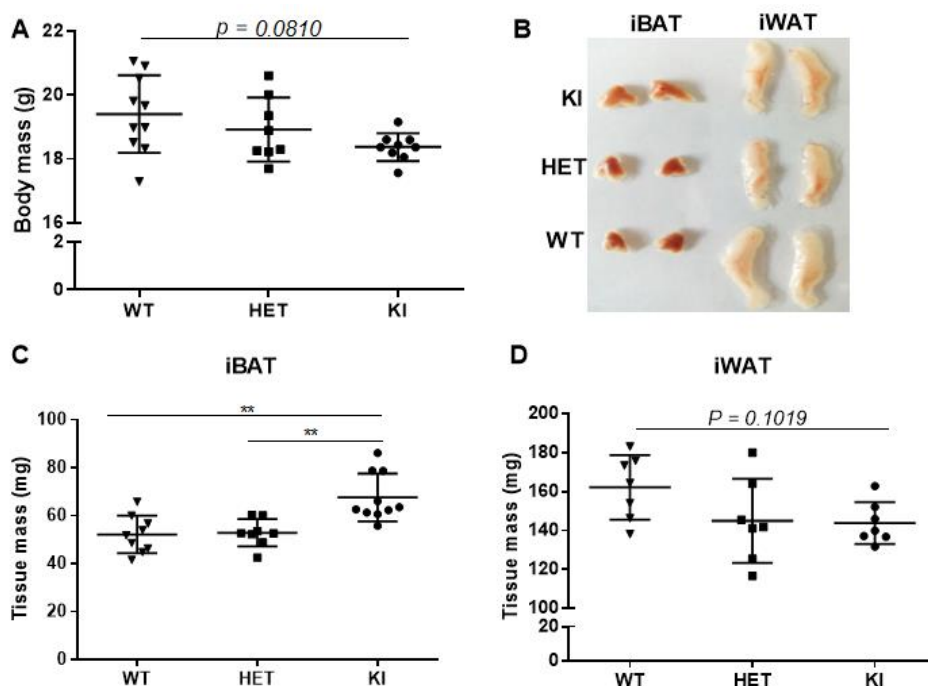 A
p = 0.0810
Body mass (g)
22
20
18
16
2
0
WT
HET
KI
B
iBAT
iWAT
KI
HET
WT
C
iBAT
**
**
Tissue mass (mg)
100
80
60
40
20
0
WT
HET
KI
D
iWAT
P = 0.1019
Tissue mass (mg)
200
180
160
140
120
100
20
0
WT
HET
KI